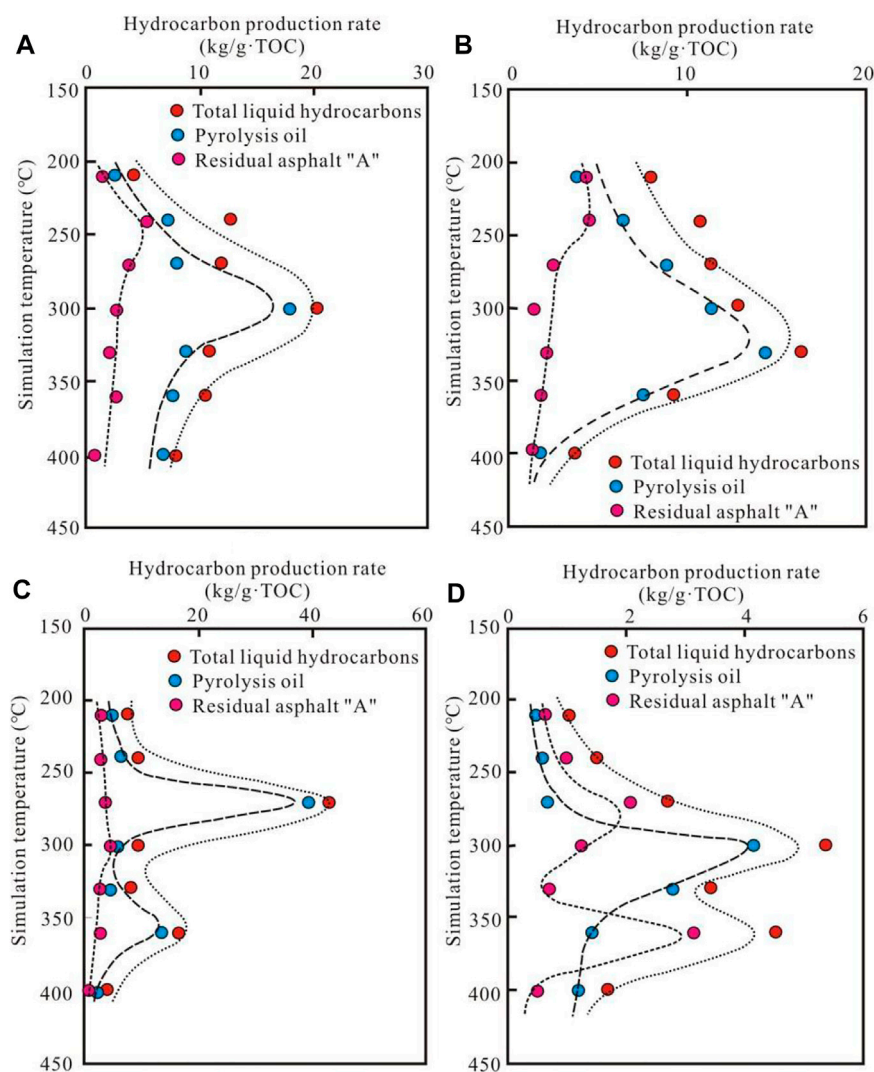 A
Hydrocarbon production rate
(kg/g·TOC)
0 10 20 30
150
200
250
300
350
400
450
Simulation temperature (℃)
Total liquid hydrocarbons
Pyrolysis oil
Residual asphalt "A"
B
Hydrocarbon production rate
(kg/g·TOC)
0 10 20
150
200
250
300
350
400
450
Simulation temperature (℃)
Total liquid hydrocarbons
Pyrolysis oil
Residual asphalt "A"
C
Hydrocarbon production rate
(kg/g·TOC)
0 20 40 60
150
200
250
300
350
400
450
Simulation temperature (℃)
Total liquid hydrocarbons
Pyrolysis oil
Residual asphalt "A"
D
Hydrocarbon production rate
(kg/g·TOC)
0 2 4 6
150
200
250
300
350
400
450
Simulation temperature (℃)
Total liquid hydrocarbons
Pyrolysis oil
Residual asphalt "A"